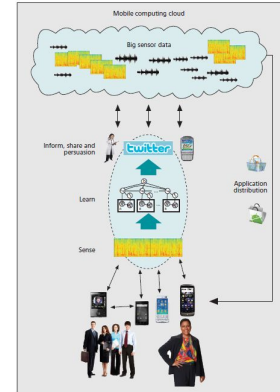 Mobile computing cloud
Big sensor data
Inform, share and
persuasion
twitter
Application
distribution
Learn
Sense